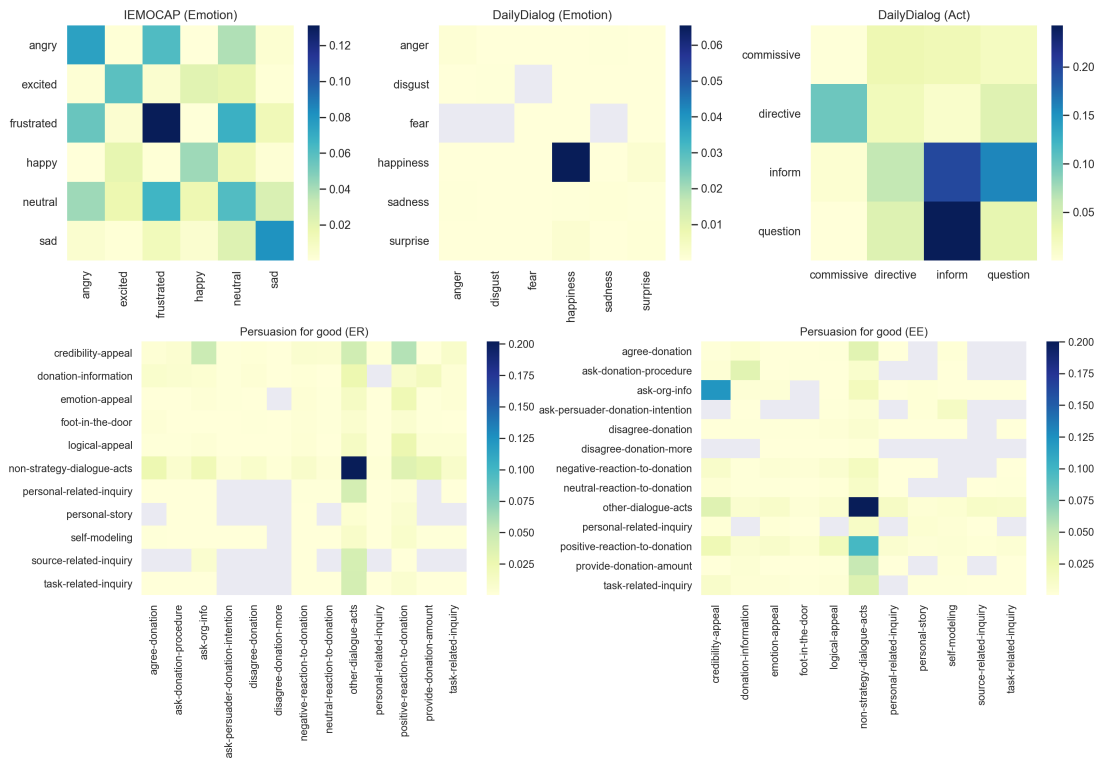 IEMOCAP (Emotion)
angry
excited
frustrated
happy
neutral
sad
angry
excited
frustrated
happy
neutral
sad
0.12
0.10
0.08
0.06
0.04
0.02
DailyDialog (Emotion)
anger
disgust
fear
happiness
sadness
surprise
anger
disgust
fear
happiness
sadness
surprise
0.06
0.05
0.04
0.03
0.02
0.01
DailyDialog (Act)
commissive
directive
inform
question
commissive
directive
inform
question
0.20
0.15
0.10
0.05
Persuasion for good (ER)
credibility-appeal
donation-information
emotion-appeal
foot-in-the-door
logical-appeal
non-strategy-dialogue-acts
personal-related-inquiry
personal-story
self-modeling
source-related-inquiry
task-related-inquiry
agree-donation
ask-donation-procedure
ask-org-info
ask-persuader-donation-intention
disagree-donation
disagree-donation-more
negative-reaction-to-donation
neutral-reaction-to-donation
other-dialogue-acts
personal-related-inquiry
positive-reaction-to-donation
provide-donation-amount
task-related-inquiry
0.200
0.175
0.150
0.125
0.100
0.075
0.050
0.025
Persuasion for good (EE)
agree-donation
ask-donation-procedure
ask-org-info
ask-persuader-donation-intention
disagree-donation
disagree-donation-more
negative-reaction-to-donation
neutral-reaction-to-donation
other-dialogue-acts
personal-related-inquiry
positive-reaction-to-donation
provide-donation-amount
task-related-inquiry
credibility-appeal
donation-information
emotion-appeal
foot-in-the-door
logical-appeal
non-strategy-dialogue-acts
personal-related-inquiry
personal-story
self-modeling
source-related-inquiry
task-related-inquiry
0.200
0.175
0.150
0.125
0.100
0.075
0.050
0.025